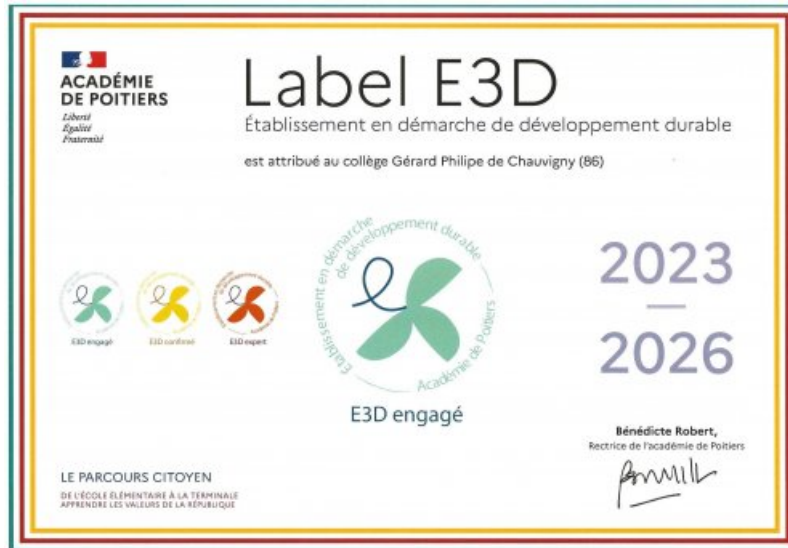 ACADÉMIE
DE POITIERS
Liberté
Égalité
Fraternité
Label E3D
Établissement en démarche de développement durable
est attribué au collège Gérard Philipe de Chauvigny (86)
Établissement en démarche
de développement durable
Académie de Poitiers
E3D engagé
E3D engagé
E3D confirmé
E3D expert
2023
2026
Bénédicte Robert,
Rectrice de l'académie de Poitiers
LE PARCOURS CITOYEN
DE L'ÉCOLE ÉLÉMENTAIRE À LA TERMINALE
APPRENDRE LES VALEURS DE LA RÉPUBLIQUE